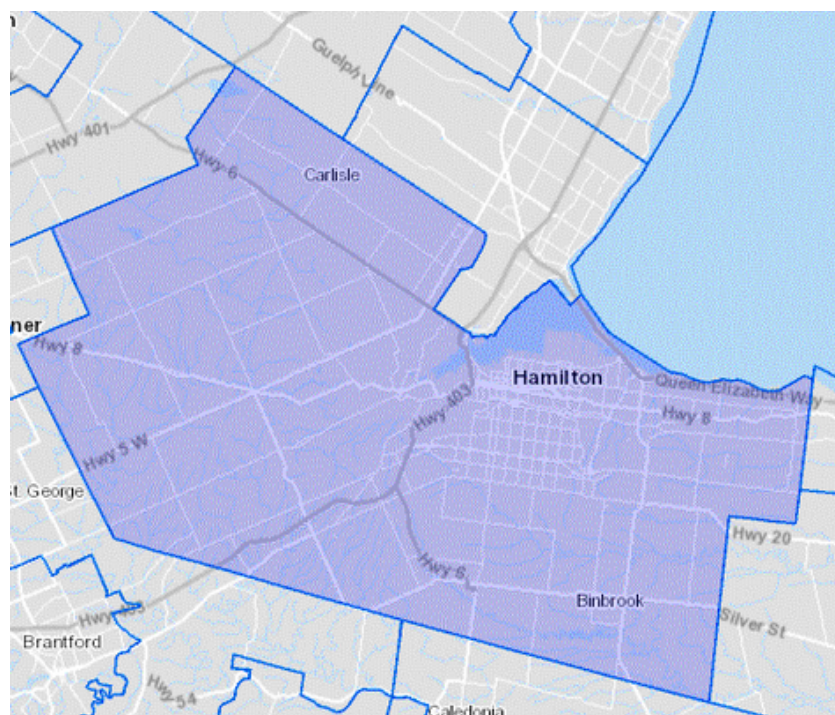 Guelph Line
Hwy 401
Hwy 6
Carlisle
ner
Hwy 8
Hamilton
Queen Elizabeth Way
Hwy 403
Hwy 8
Hwy 5 W
St. George
Hwy 20
Hwy 6
Binbrook
Silver St
Hwy 403
Brantford
Hwy 54
Caledonia